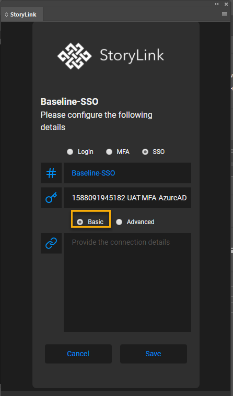 StoryLink
StoryLink
Baseline-SSO
Please configure the following
details
Login MFA SSO
Baseline-SSO
1588091945182 UAT MFA AzureAD
Basic Advanced
Provide the connection details
Cancel Save